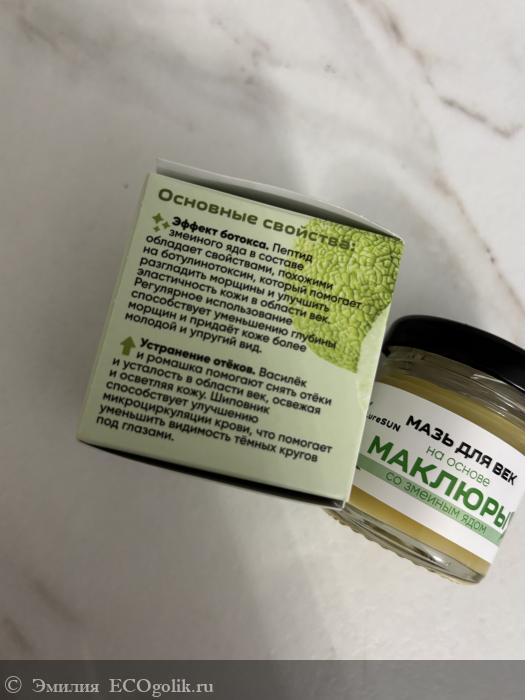 Основные свойства:
Эффект ботокса. Пептид
змеиного яда в составе
обладает свойствами, похожими
на ботулинотоксин, который помогает
разгладить морщины и улучшить
эластичность кожи в области век.
Регулярное использование
способствует уменьшению глубины
морщин и придаёт коже более
молодой и упругий вид.
Устранение отёков. Василёк
и ромашка помогают снять отёки
и усталость в области век, освежая
и осветляя кожу. Шиповник
способствует улучшению
микроциркуляции крови, что помогает
уменьшить видимость тёмных кругов
под глазами.
ureSUN
МАЗЬ ДЛЯ ВЕК
на основе
МАКЛЮРЫ
со змеиным ядом
© Эмилия ECOgolik.ru